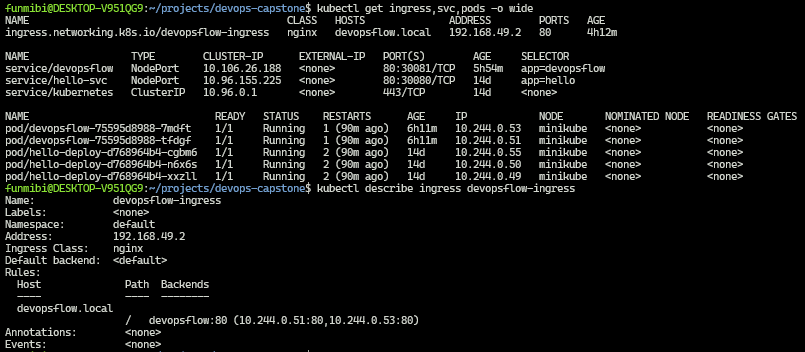 funmibi@DESKTOP-V951QG9:~/projects/devops-capstone$ kubectl get ingress,svc,pods -o wide
NAME CLASS HOSTS ADDRESS PORTS AGE
ingress.networking.k8s.io/devopsflow-ingress nginx devopsflow.local 192.168.49.2 80 4h12m
NAME TYPE CLUSTER-IP EXTERNAL-IP PORT(S) AGE SELECTOR
service/devopsflow NodePort 10.106.26.188 <none> 80:30081/TCP 5h54m app=devopsflow
service/hello-svc NodePort 10.96.155.225 <none> 80:30080/TCP 14d app=hello
service/kubernetes ClusterIP 10.96.0.1 <none> 443/TCP 14d <none>
NAME READY STATUS RESTARTS AGE IP NODE NOMINATED NODE READINESS GATES
pod/devopsflow-75595d8988-7mdft 1/1 Running 1 (90m ago) 6h11m 10.244.0.53 minikube <none> <none>
pod/devopsflow-75595d8988-tfdgf 1/1 Running 1 (90m ago) 6h11m 10.244.0.51 minikube <none> <none>
pod/hello-deploy-d768964b4-cgbm6 1/1 Running 2 (90m ago) 14d 10.244.0.55 minikube <none> <none>
pod/hello-deploy-d768964b4-n6x6s 1/1 Running 2 (90m ago) 14d 10.244.0.50 minikube <none> <none>
pod/hello-deploy-d768964b4-xxzll 1/1 Running 2 (90m ago) 14d 10.244.0.49 minikube <none> <none>
funmibi@DESKTOP-V951QG9:~/projects/devops-capstone$ kubectl describe ingress devopsflow-ingress
Name: devopsflow-ingress
Labels: <none>
Namespace: default
Address: 192.168.49.2
Ingress Class: nginx
Default backend: <default>
Rules:
Host Path Backends
---- ---- --------
devopsflow.local
/ devopsflow:80 (10.244.0.51:80,10.244.0.53:80)
Annotations: <none>
Events: <none>